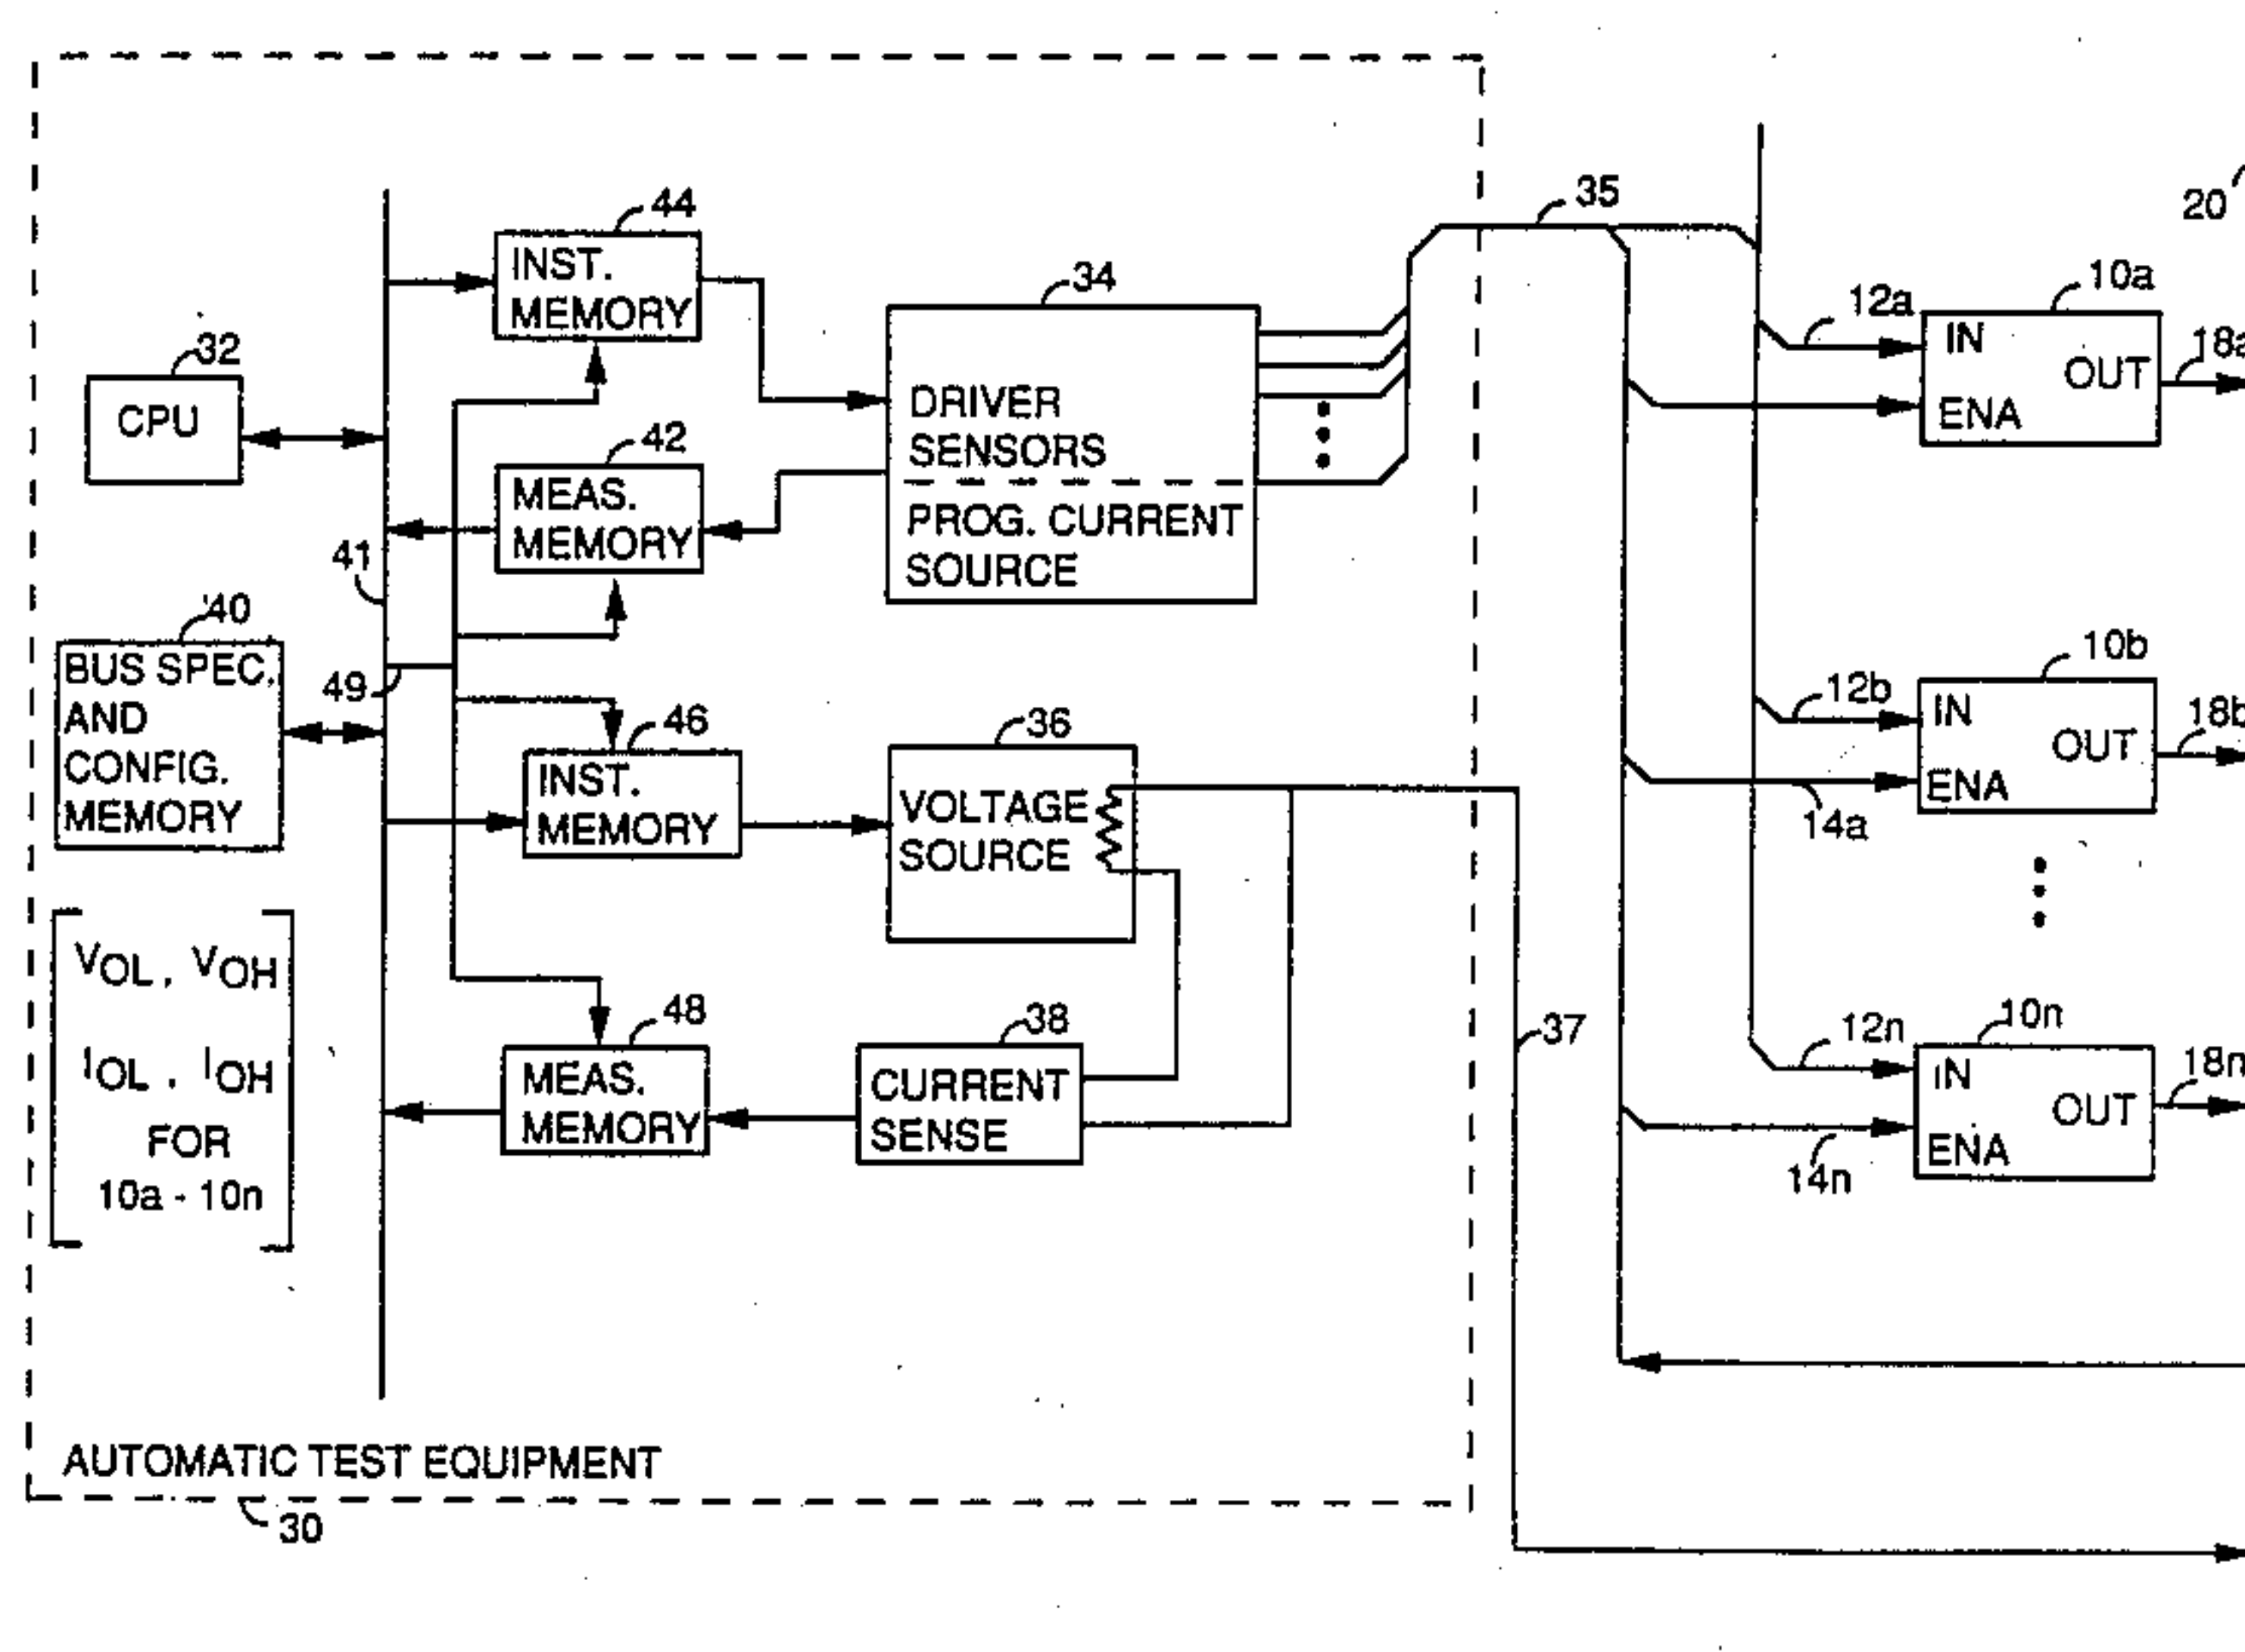 44
INST.
MEMORY
34
35
20
10a
12a
IN
OUT
18a
ENA
32
CPU
DRIVER
SENSORS
PROG. CURRENT
SOURCE
42
MEAS.
MEMORY
41
40
BUS SPEC.
AND
CONFIG.
MEMORY
49
46
INST.
MEMORY
36
VOLTAGE
SOURCE
10b
12b
IN
OUT
18b
ENA
14a
VOL, VOH
IOL, IOH
FOR
10a - 10n
48
MEAS.
MEMORY
38
CURRENT
SENSE
37
10n
12n
IN
OUT
18n
ENA
14n
AUTOMATIC TEST EQUIPMENT
30